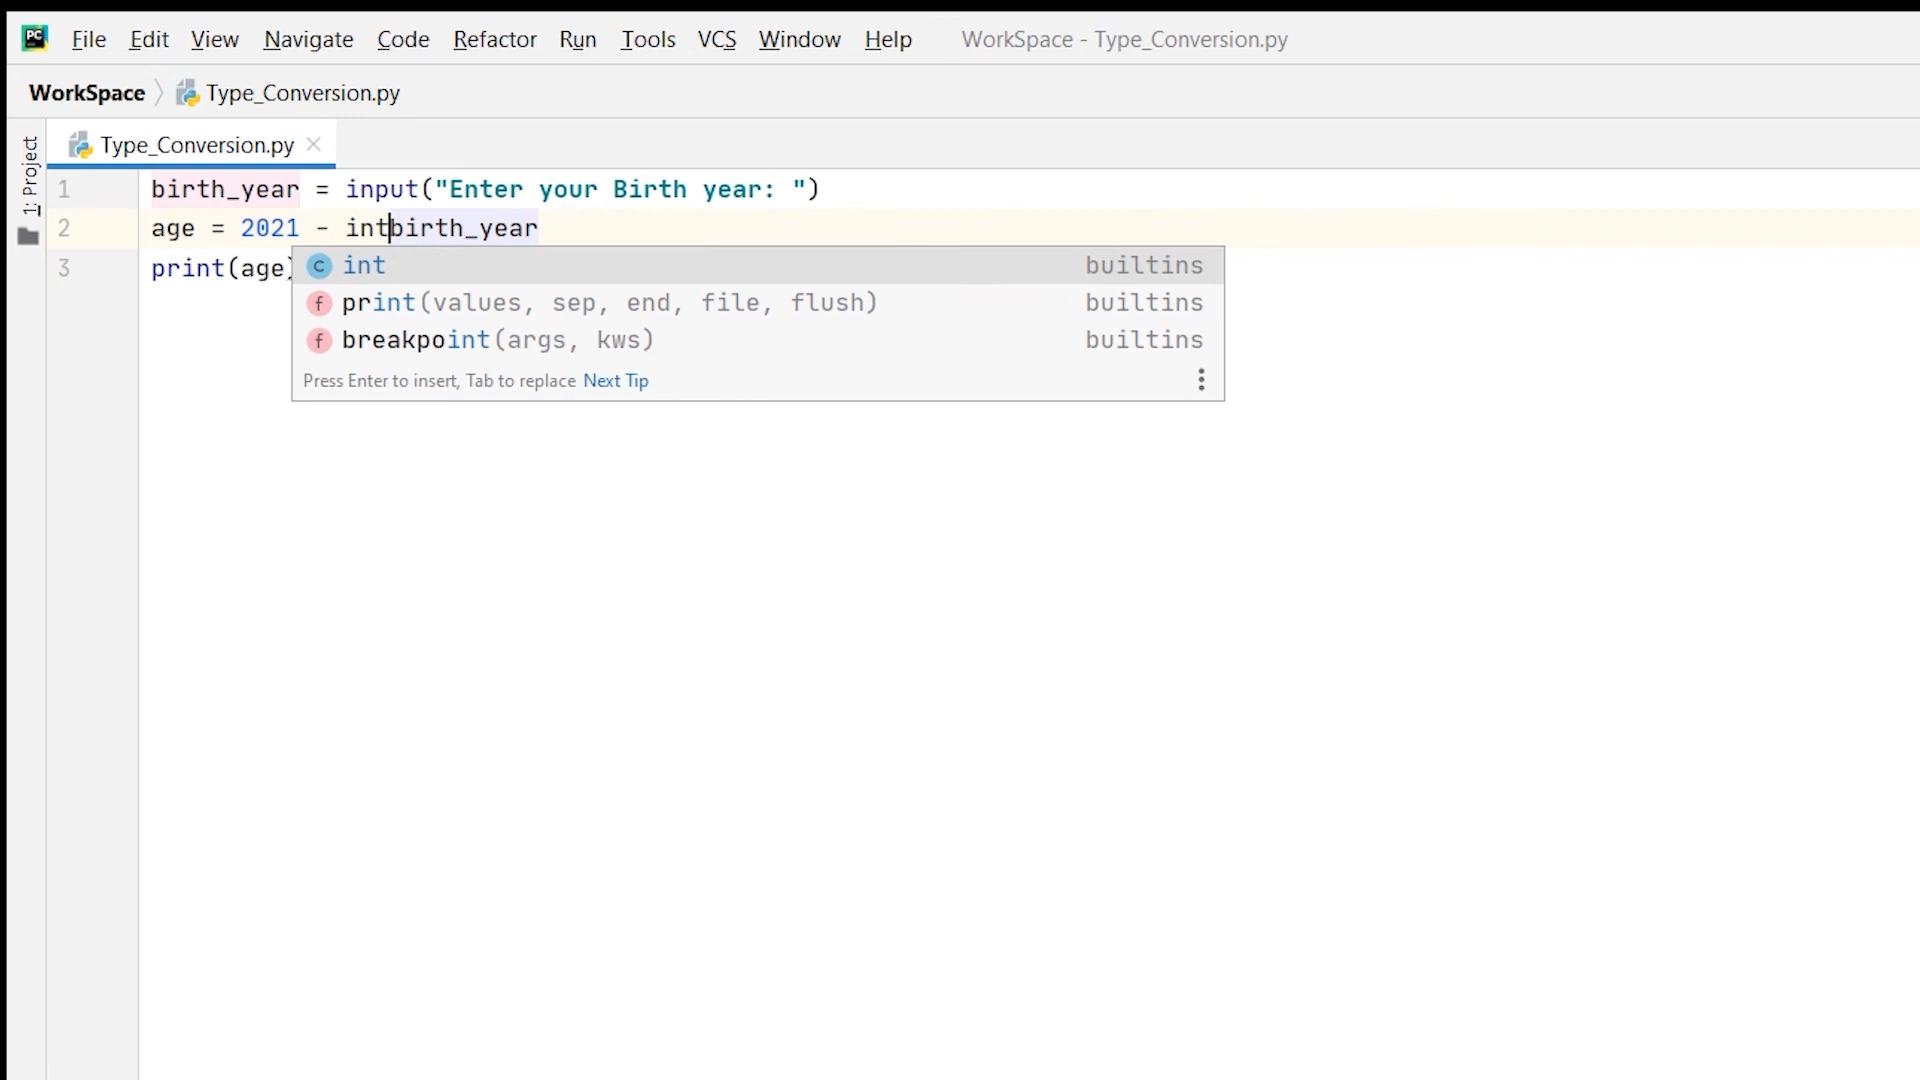 PC File Edit View Navigate Code Refactor Run Tools VCS Window Help WorkSpace - Type_Conversion.py
WorkSpace Type_Conversion.py
1: Project
Type_Conversion.py
1 birth_year = input("Enter your Birth year: ")
2 age = 2021 - intbirth_year
3 print(age)
c int builtins
f print(values, sep, end, file, flush) builtins
f breakpoint(args, kws) builtins
Press Enter to insert, Tab to replace Next Tip